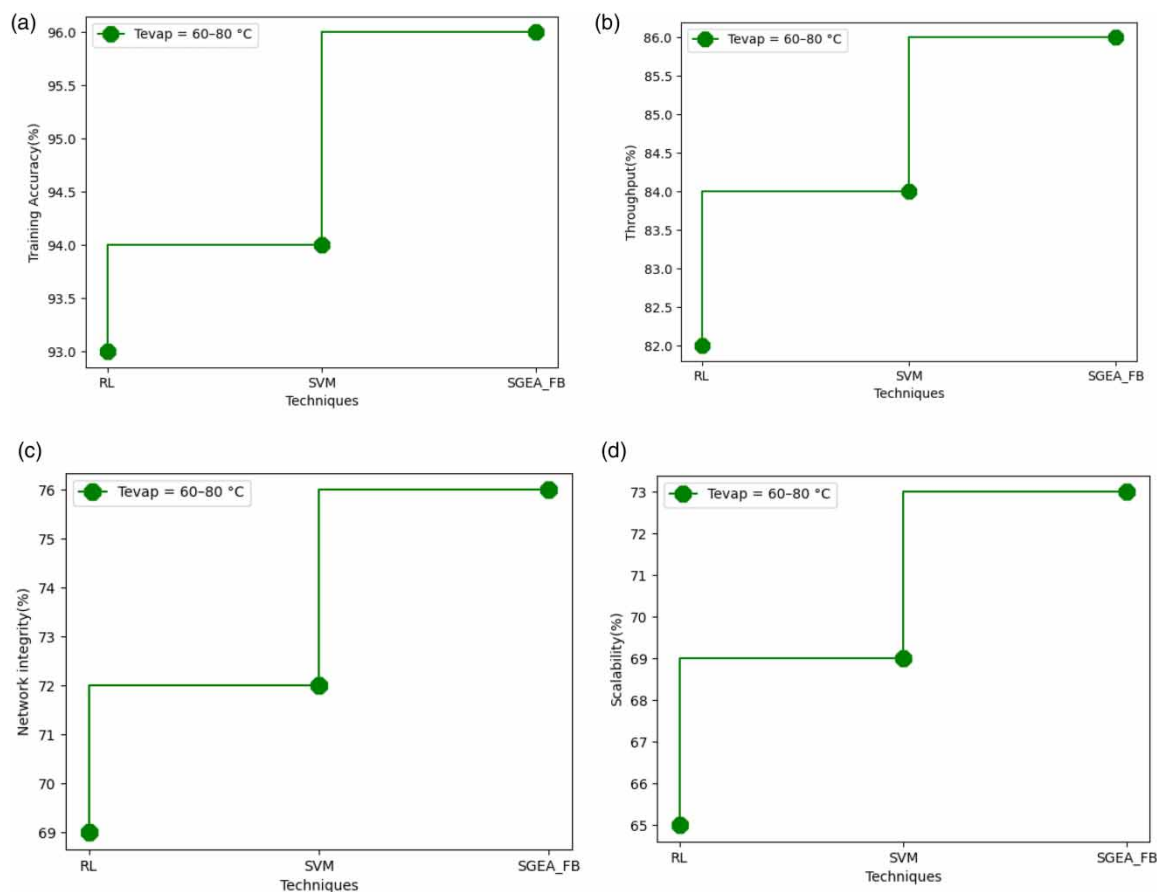 (a)
Tevap = 60–80 °C
96.0
95.5
95.0
94.5
94.0
93.5
93.0
Training Accuracy(%)
RL SVM SGEA_FB
Techniques
(b)
Tevap = 60–80 °C
86.0
85.5
85.0
84.5
84.0
83.5
83.0
82.5
82.0
Throughput(%)
RL SVM SGEA_FB
Techniques
(c)
Tevap = 60–80 °C
76
75
74
73
72
71
70
69
Network integrity(%)
RL SVM SGEA_FB
Techniques
(d)
Tevap = 60–80 °C
73
72
71
70
69
68
67
66
65
Scalability(%)
RL SVM SGEA_FB
Techniques